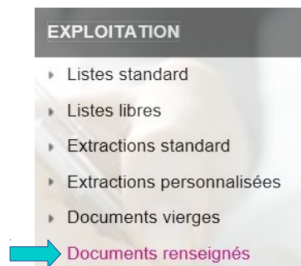 EXPLOITATION
Listes standard
Listes libres
Extractions standard
Extractions personnalisées
Documents vierges
Documents renseignés